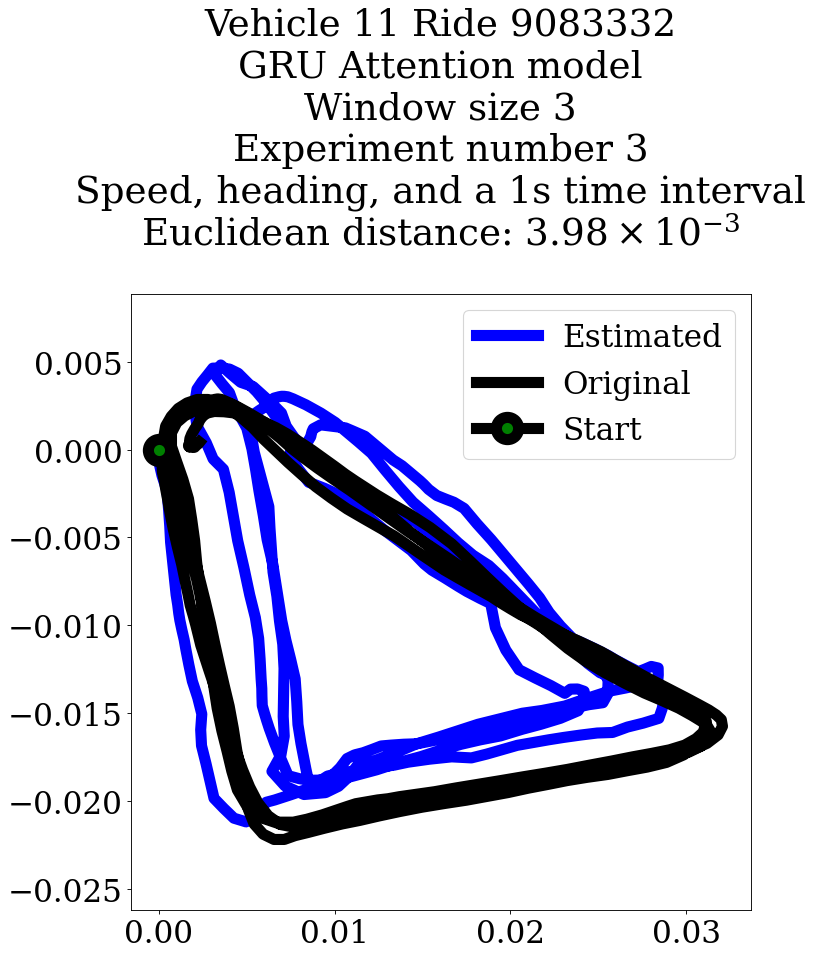 Vehicle 11 Ride 9083332
GRU Attention model
Window size 3
Experiment number 3
Speed, heading, and a 1s time interval
Euclidean distance: 3.98 × 10⁻³
Estimated
Original
Start
0.005
0.000
−0.005
−0.010
−0.015
−0.020
−0.025
0.00 0.01 0.02 0.03